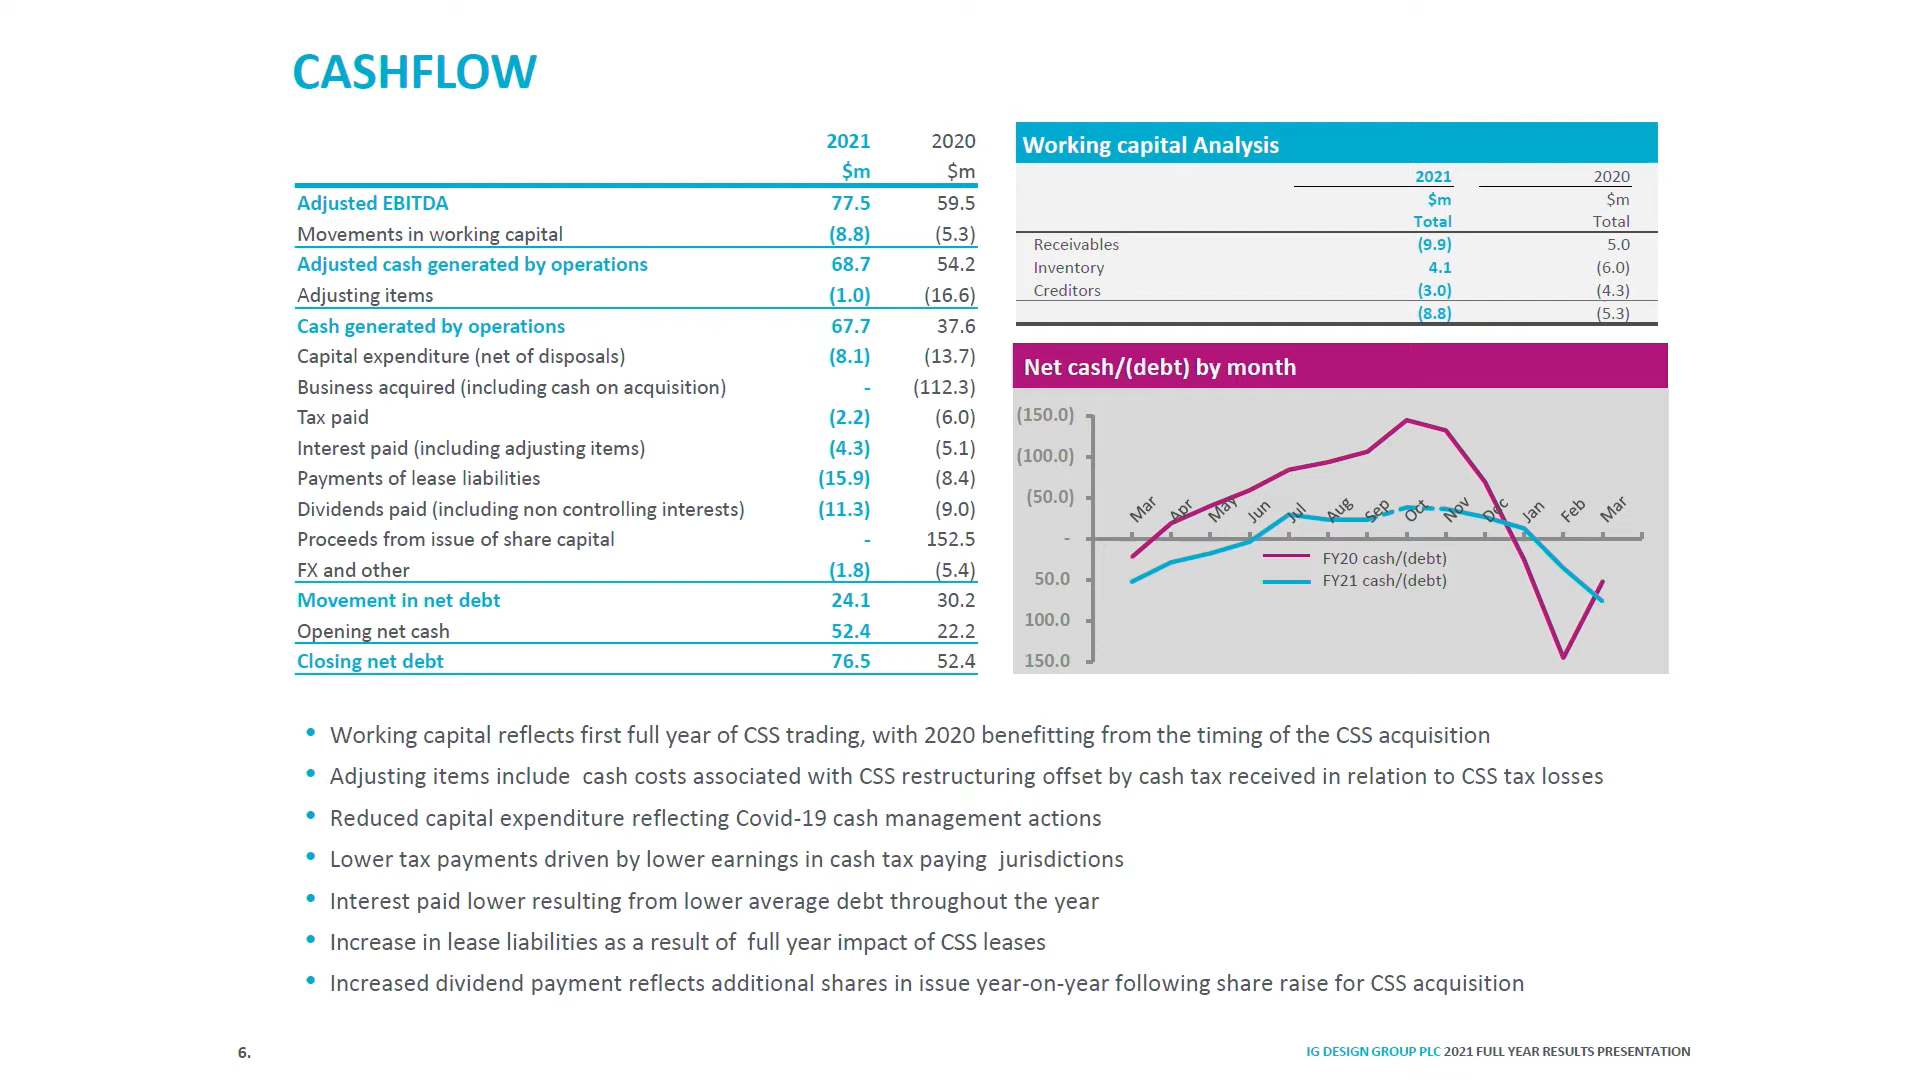 CASHFLOW
2021 2020
$m $m
Adjusted EBITDA 77.5 59.5
Movements in working capital (8.8) (5.3)
Adjusted cash generated by operations 68.7 54.2
Adjusting items (1.0) (16.6)
Cash generated by operations 67.7 37.6
Capital expenditure (net of disposals) (8.1) (13.7)
Business acquired (including cash on acquisition) - (112.3)
Tax paid (2.2) (6.0)
Interest paid (including adjusting items) (4.3) (5.1)
Payments of lease liabilities (15.9) (8.4)
Dividends paid (including non controlling interests) (11.3) (9.0)
Proceeds from issue of share capital - 152.5
FX and other (1.8) (5.4)
Movement in net debt 24.1 30.2
Opening net cash 52.4 22.2
Closing net debt 76.5 52.4
Working capital Analysis
2021 2020
$m $m
Total Total
Receivables (9.9) 5.0
Inventory 4.1 (6.0)
Creditors (3.0) (4.3)
(8.8) (5.3)
Net cash/(debt) by month
(150.0)
(100.0)
(50.0)
-
50.0
100.0
150.0
Mar Apr May Jun Jul Aug Sep Oct Nov Dec Jan Feb Mar
FY20 cash/(debt)
FY21 cash/(debt)
• Working capital reflects first full year of CSS trading, with 2020 benefitting from the timing of the CSS acquisition
• Adjusting items include cash costs associated with CSS restructuring offset by cash tax received in relation to CSS tax losses
• Reduced capital expenditure reflecting Covid-19 cash management actions
• Lower tax payments driven by lower earnings in cash tax paying jurisdictions
• Interest paid lower resulting from lower average debt throughout the year
• Increase in lease liabilities as a result of full year impact of CSS leases
• Increased dividend payment reflects additional shares in issue year-on-year following share raise for CSS acquisition
6.
IG DESIGN GROUP PLC 2021 FULL YEAR RESULTS PRESENTATION